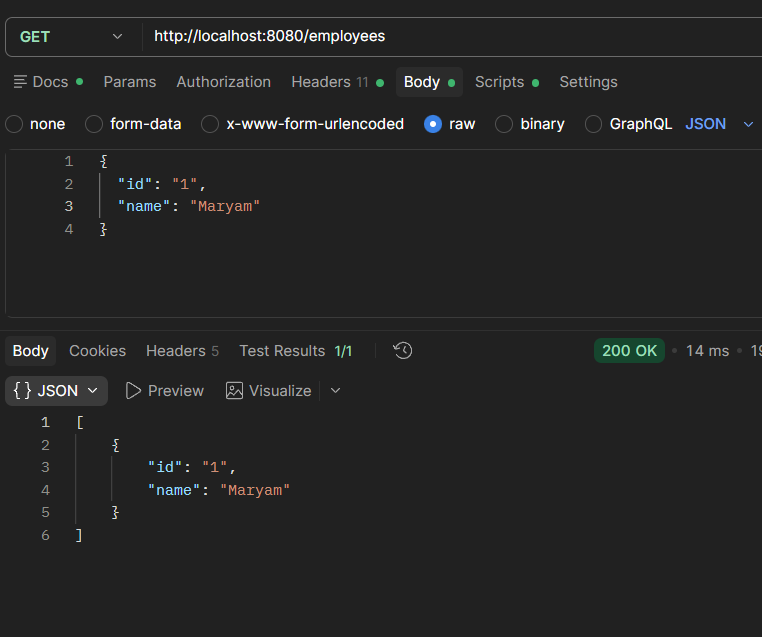 GET http://localhost:8080/employees
Docs Params Authorization Headers 11 Body Scripts Settings
none form-data x-www-form-urlencoded raw binary GraphQL JSON
1 {
2 "id": "1",
3 "name": "Maryam"
4 }
Body Cookies Headers 5 Test Results 1/1 200 OK 14 ms
{ } JSON Preview Visualize
1 [
2 {
3 "id": "1",
4 "name": "Maryam"
5 }
6 ]